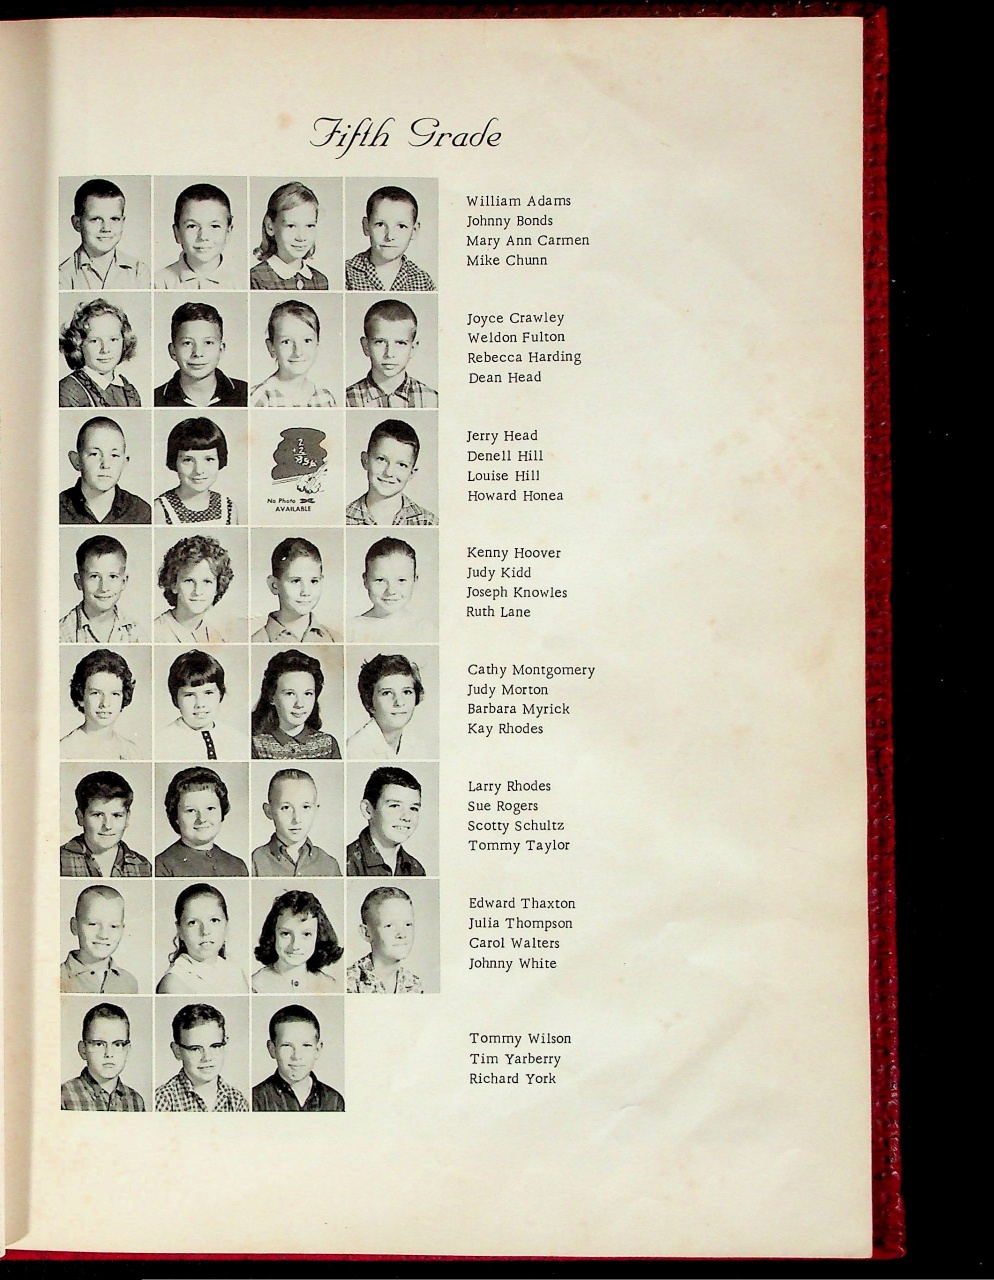 Fifth Grade
William Adams
Johnny Bonds
Mary Ann Carmen
Mike Chunn
Joyce Crawley
Weldon Fulton
Rebecca Harding
Dean Head
Jerry Head
Denell Hill
Louise Hill
Howard Honea
2
+2
No Photo
AVAILABLE
Kenny Hoover
Judy Kidd
Joseph Knowles
Ruth Lane
Cathy Montgomery
Judy Morton
Barbara Myrick
Kay Rhodes
Larry Rhodes
Sue Rogers
Scotty Schultz
Tommy Taylor
Edward Thaxton
Julia Thompson
Carol Walters
Johnny White
Tommy Wilson
Tim Yarberry
Richard York